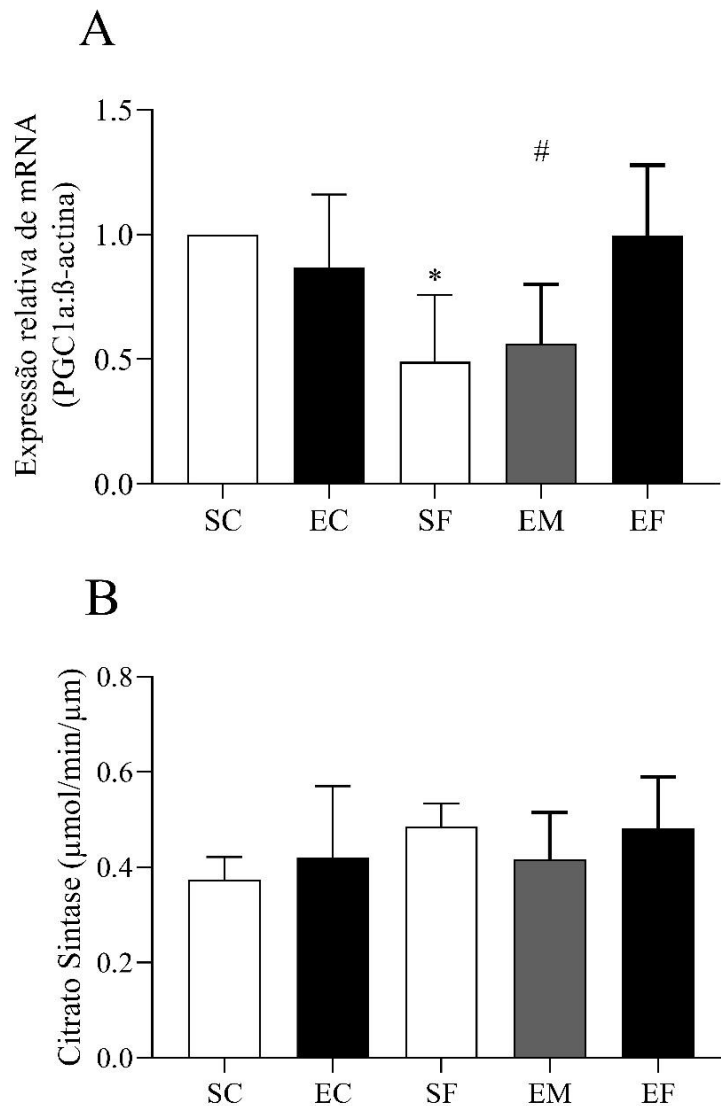 A
Expressão relativa de mRNA
(PGC1a:ß-actina)
1.5
1.0
0.5
0.0
#
*
SC EC SF EM EF
B
Citrato Sintase (µmol/min/µm)
0.8
0.6
0.4
0.2
0.0
SC EC SF EM EF